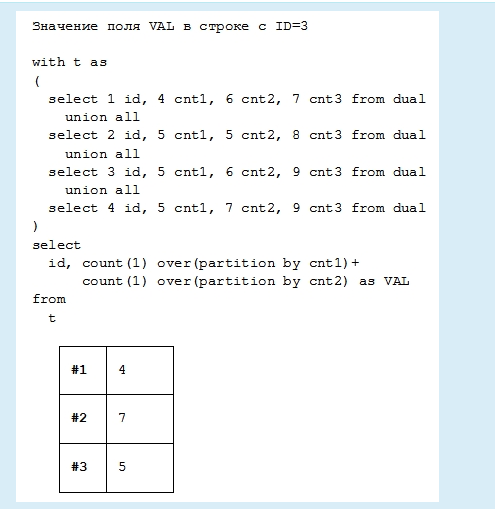 Значение поля VAL в строке с ID=3
with t as
(
select 1 id, 4 cnt1, 6 cnt2, 7 cnt3 from dual
union all
select 2 id, 5 cnt1, 5 cnt2, 8 cnt3 from dual
union all
select 3 id, 5 cnt1, 6 cnt2, 9 cnt3 from dual
union all
select 4 id, 5 cnt1, 7 cnt2, 9 cnt3 from dual
)
select
id, count(1) over(partition by cnt1)+
count(1) over(partition by cnt2) as VAL
from
t
#1 4
#2 7
#3 5